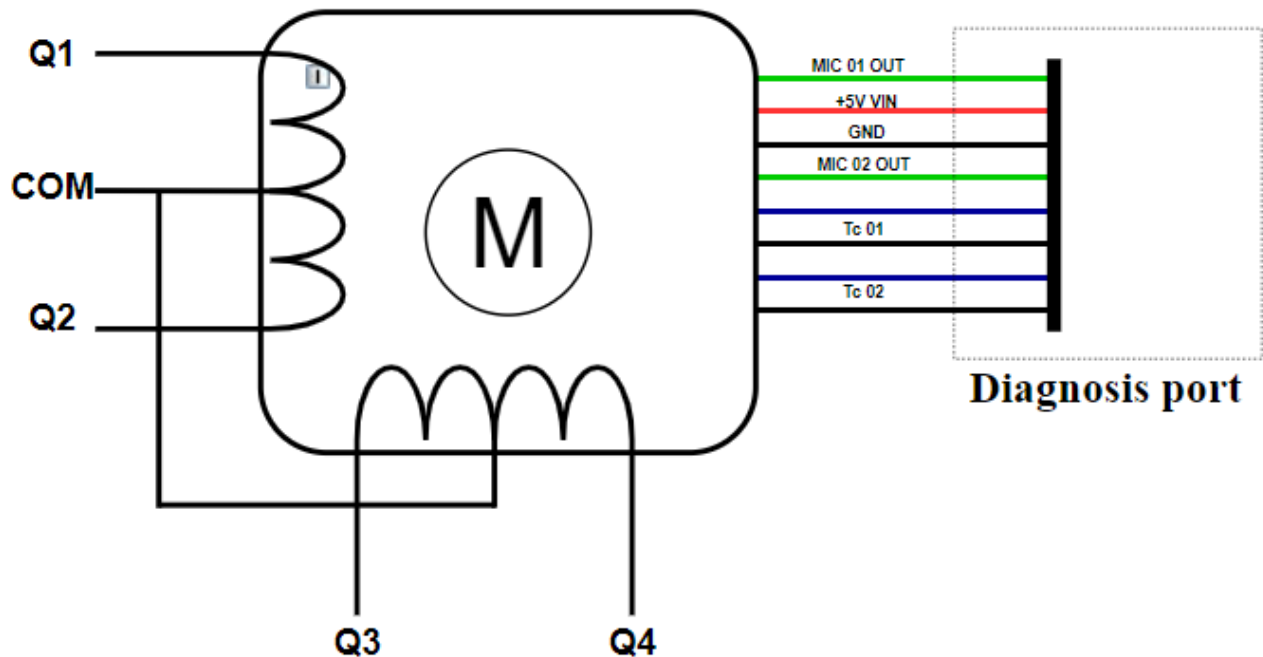 Q1
COM
Q2
I
M
Q3
Q4
MIC 01 OUT
+5V VIN
GND
MIC 02 OUT
Tc 01
Tc 02
Diagnosis port